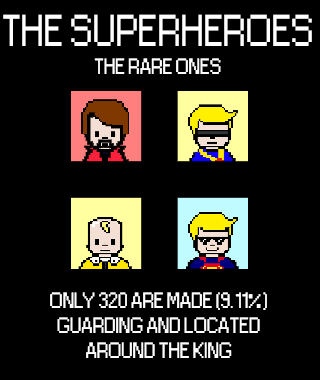 THE SUPERHEROES
THE RARE ONES
ONLY 320 ARE MADE (9.11%)
GUARDING AND LOCATED
AROUND THE KING